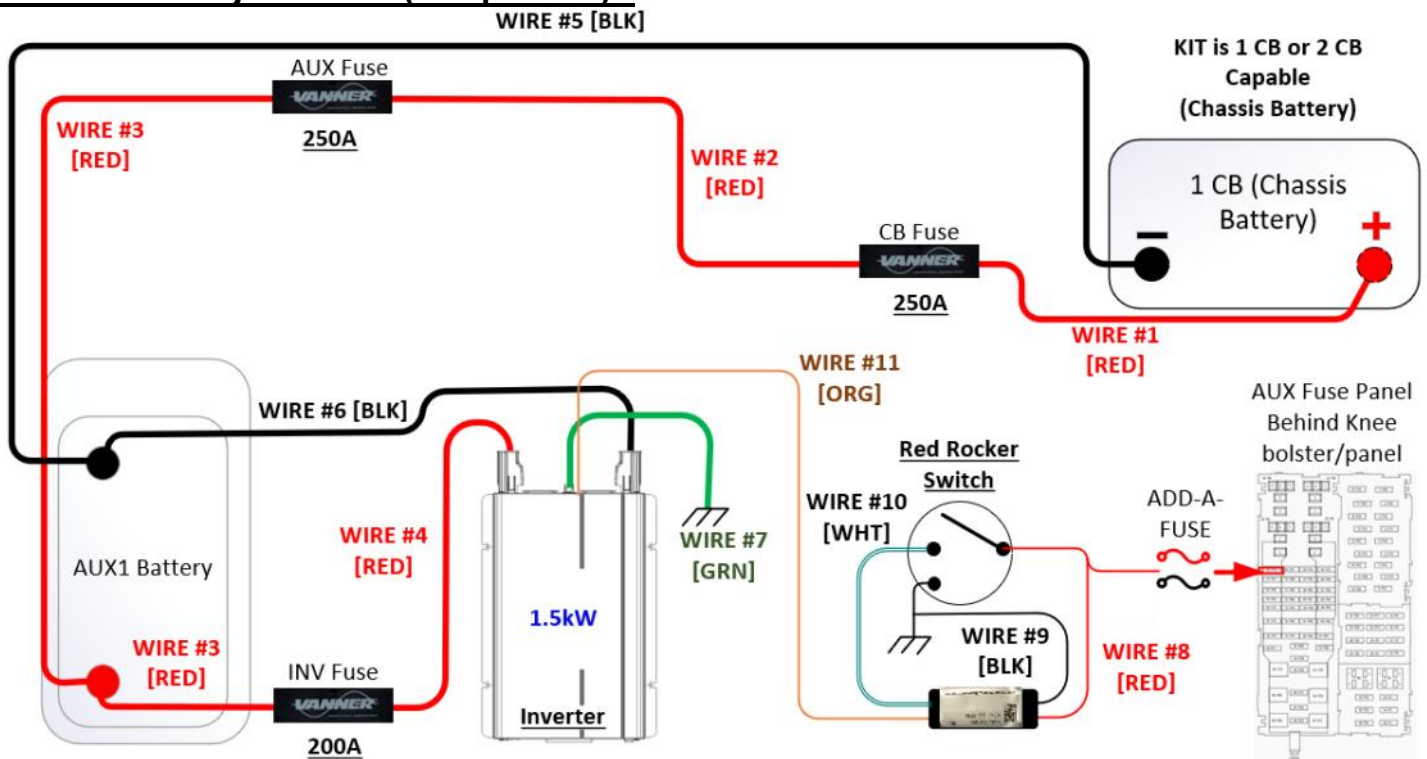 WIRE #5 [BLK]
AUX Fuse
VANNER
250A
WIRE #3
[RED]
WIRE #2
[RED]
CB Fuse
VANNER
250A
KIT is 1 CB or 2 CB
Capable
(Chassis Battery)
1 CB (Chassis
Battery)
−
+
WIRE #1
[RED]
WIRE #11
[ORG]
WIRE #6 [BLK]
AUX1 Battery
WIRE #3
[RED]
INV Fuse
VANNER
200A
WIRE #4
[RED]
1.5kW
Inverter
WIRE #7
[GRN]
Red Rocker
Switch
WIRE #10
[WHT]
WIRE #9
[BLK]
WIRE #8
[RED]
ADD-A-
FUSE
AUX Fuse Panel
Behind Knee
bolster/panel